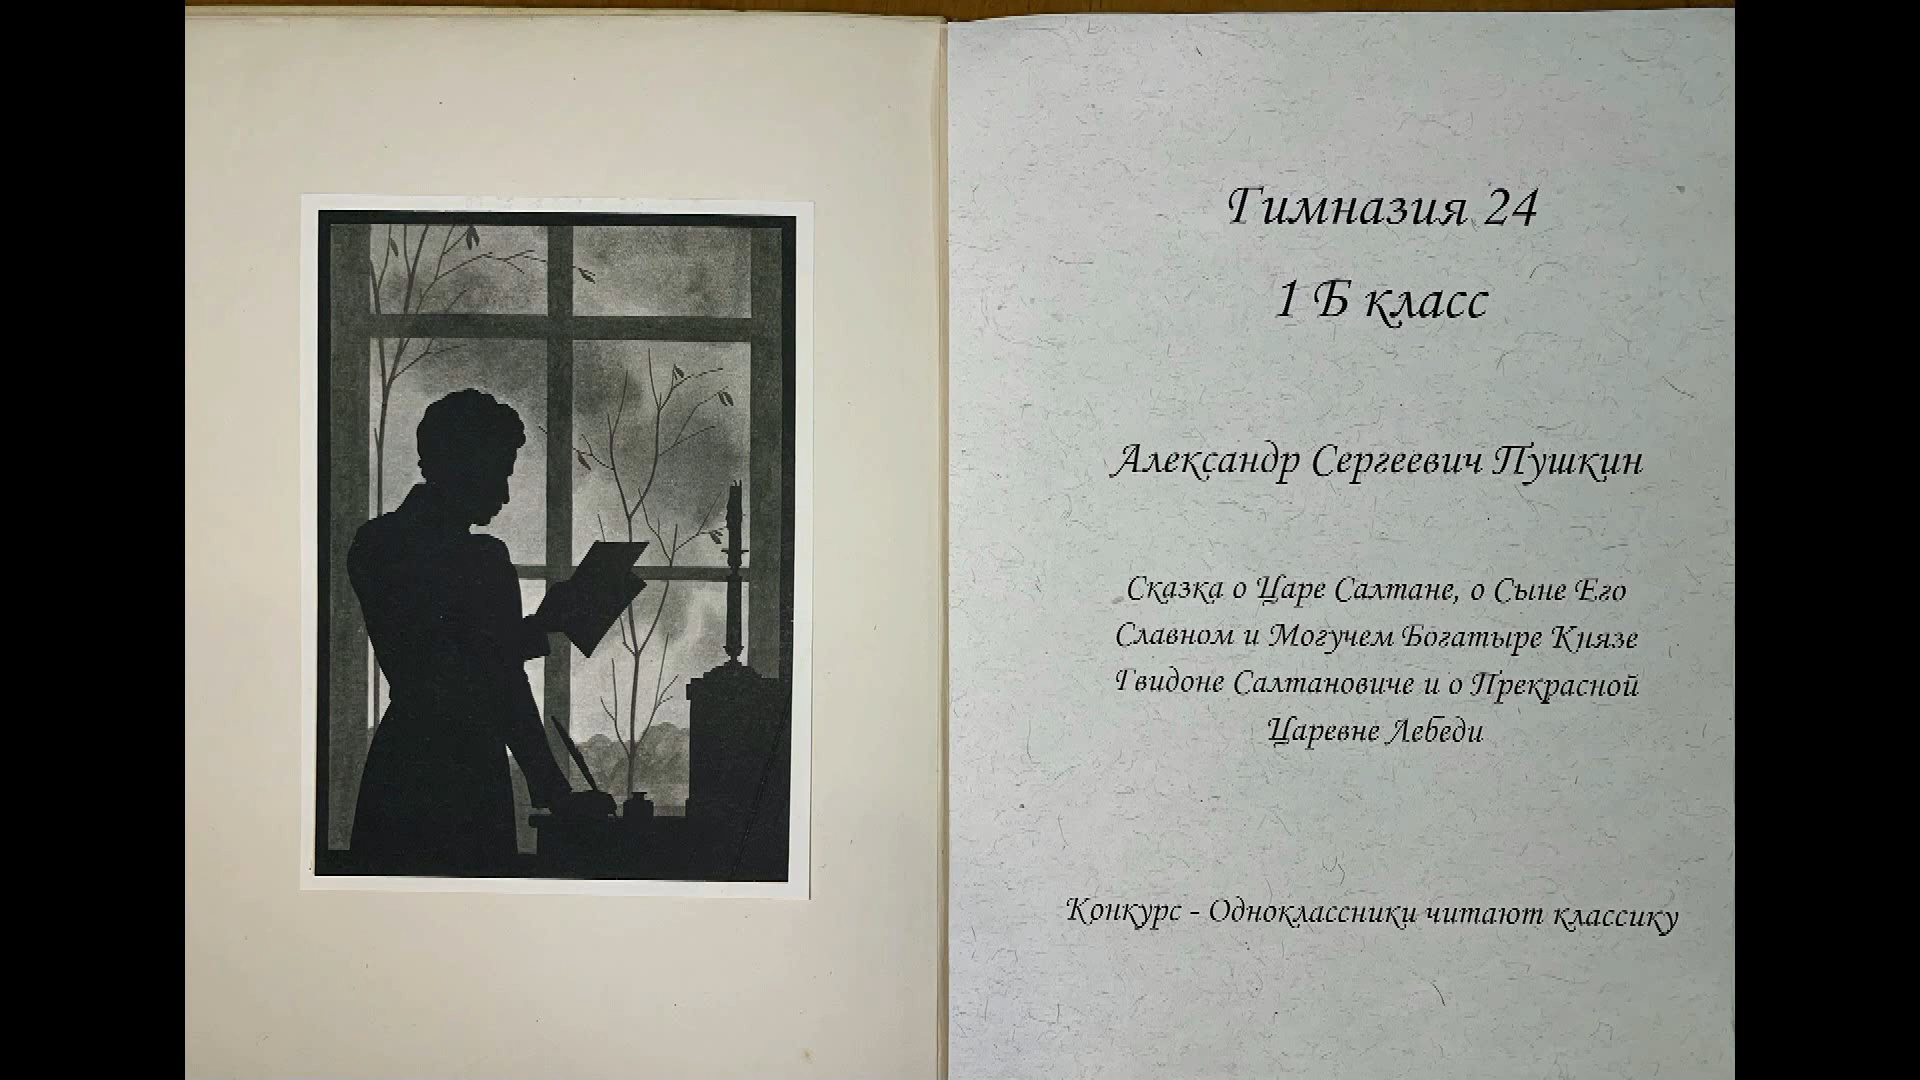 Гимназия 24
1 Б класс
Александр Сергеевич Пушкин
Сказка о Царе Салтане, о Сыне Его
Славном и Могучем Богатыре Князе
Гвидоне Салтановиче и о Прекрасной
Царевне Лебеди
Конкурс - Одноклассники читают классику